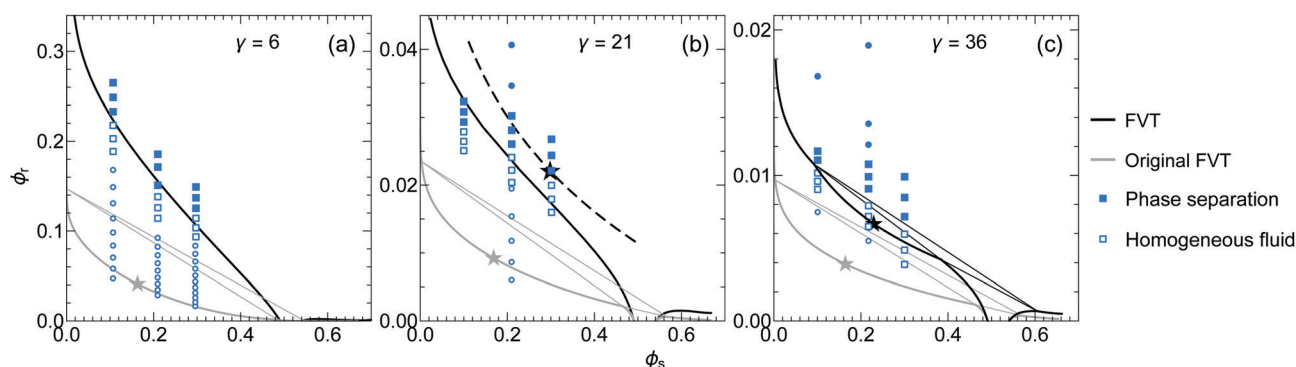 γ = 6 (a)
0.3
0.2
0.1
0.0
ϕr
0.0 0.2 0.4 0.6
γ = 21 (b)
0.04
0.02
0.00
0.0 0.2 0.4 0.6
ϕs
γ = 36 (c)
0.02
0.01
0.00
0.0 0.2 0.4 0.6
FVT
Original FVT
Phase separation
Homogeneous fluid